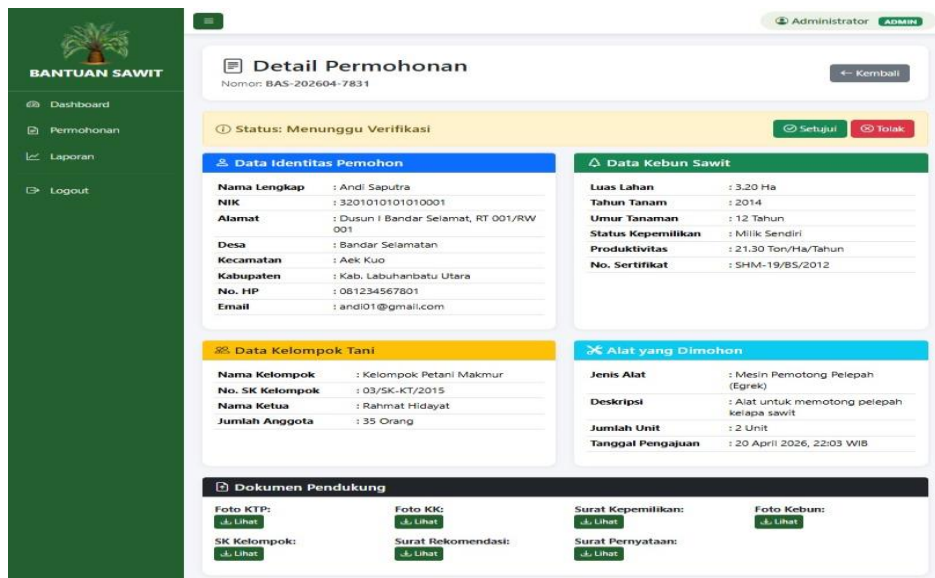 Administrator ADMIN
BANTUAN SAWIT
Dashboard
Permohonan
Laporan
Logout
Detail Permohonan
Nomor: BAS-202604-7831
← Kembali
Status: Menunggu Verifikasi
Setujui
Tolak
Data Identitas Pemohon
Nama Lengkap : Andi Saputra
NIK : 3201010101010001
Alamat : Dusun I Bandar Selamat, RT 001/RW
001
Desa : Bandar Selamatan
Kecamatan : Aek Kuo
Kabupaten : Kab. Labuhanbatu Utara
No. HP : 081234567801
Email : andi01@gmail.com
Data Kebun Sawit
Luas Lahan : 3.20 Ha
Tahun Tanam : 2014
Umur Tanaman : 12 Tahun
Status Kepemilikan : Milik Sendiri
Produktivitas : 21.30 Ton/Ha/Tahun
No. Sertifikat : SHM-19/BS/2012
Data Kelompok Tani
Nama Kelompok : Kelompok Petani Makmur
No. SK Kelompok : 03/SK-KT/2015
Nama Ketua : Rahmat Hidayat
Jumlah Anggota : 35 Orang
Alat yang Dimohon
Jenis Alat : Mesin Pemotong Pelepah
(Egrek)
Deskripsi : Alat untuk memotong pelepah
kelapa sawit
Jumlah Unit : 2 Unit
Tanggal Pengajuan : 20 April 2026, 22:03 WIB
Dokumen Pendukung
Foto KTP: Foto KK: Surat Kepemilikan: Foto Kebun:
Lihat Lihat Lihat Lihat
SK Kelompok: Surat Rekomendasi: Surat Pernyataan:
Lihat Lihat Lihat